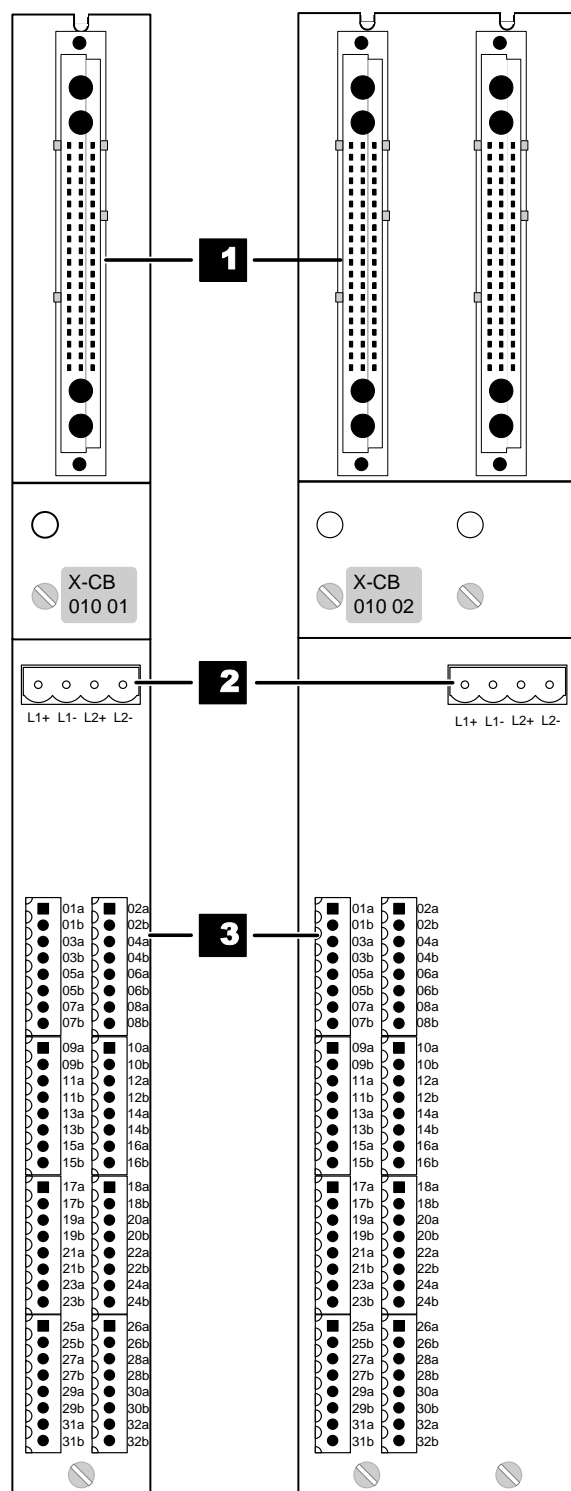 1
X-CB
010 01
X-CB
010 02
2
L1+ L1- L2+ L2-
L1+ L1- L2+ L2-
3
01a 02a
01b 02b
03a 04a
03b 04b
05a 06a
05b 06b
07a 08a
07b 08b
09a 10a
09b 10b
11a 12a
11b 12b
13a 14a
13b 14b
15a 16a
15b 16b
17a 18a
17b 18b
19a 20a
19b 20b
21a 22a
21b 22b
23a 24a
23b 24b
25a 26a
25b 26b
27a 28a
27b 28b
29a 30a
29b 30b
31a 32a
31b 32b
01a 02a
01b 02b
03a 04a
03b 04b
05a 06a
05b 06b
07a 08a
07b 08b
09a 10a
09b 10b
11a 12a
11b 12b
13a 14a
13b 14b
15a 16a
15b 16b
17a 18a
17b 18b
19a 20a
19b 20b
21a 22a
21b 22b
23a 24a
23b 24b
25a 26a
25b 26b
27a 28a
27b 28b
29a 30a
29b 30b
31a 32a
31b 32b